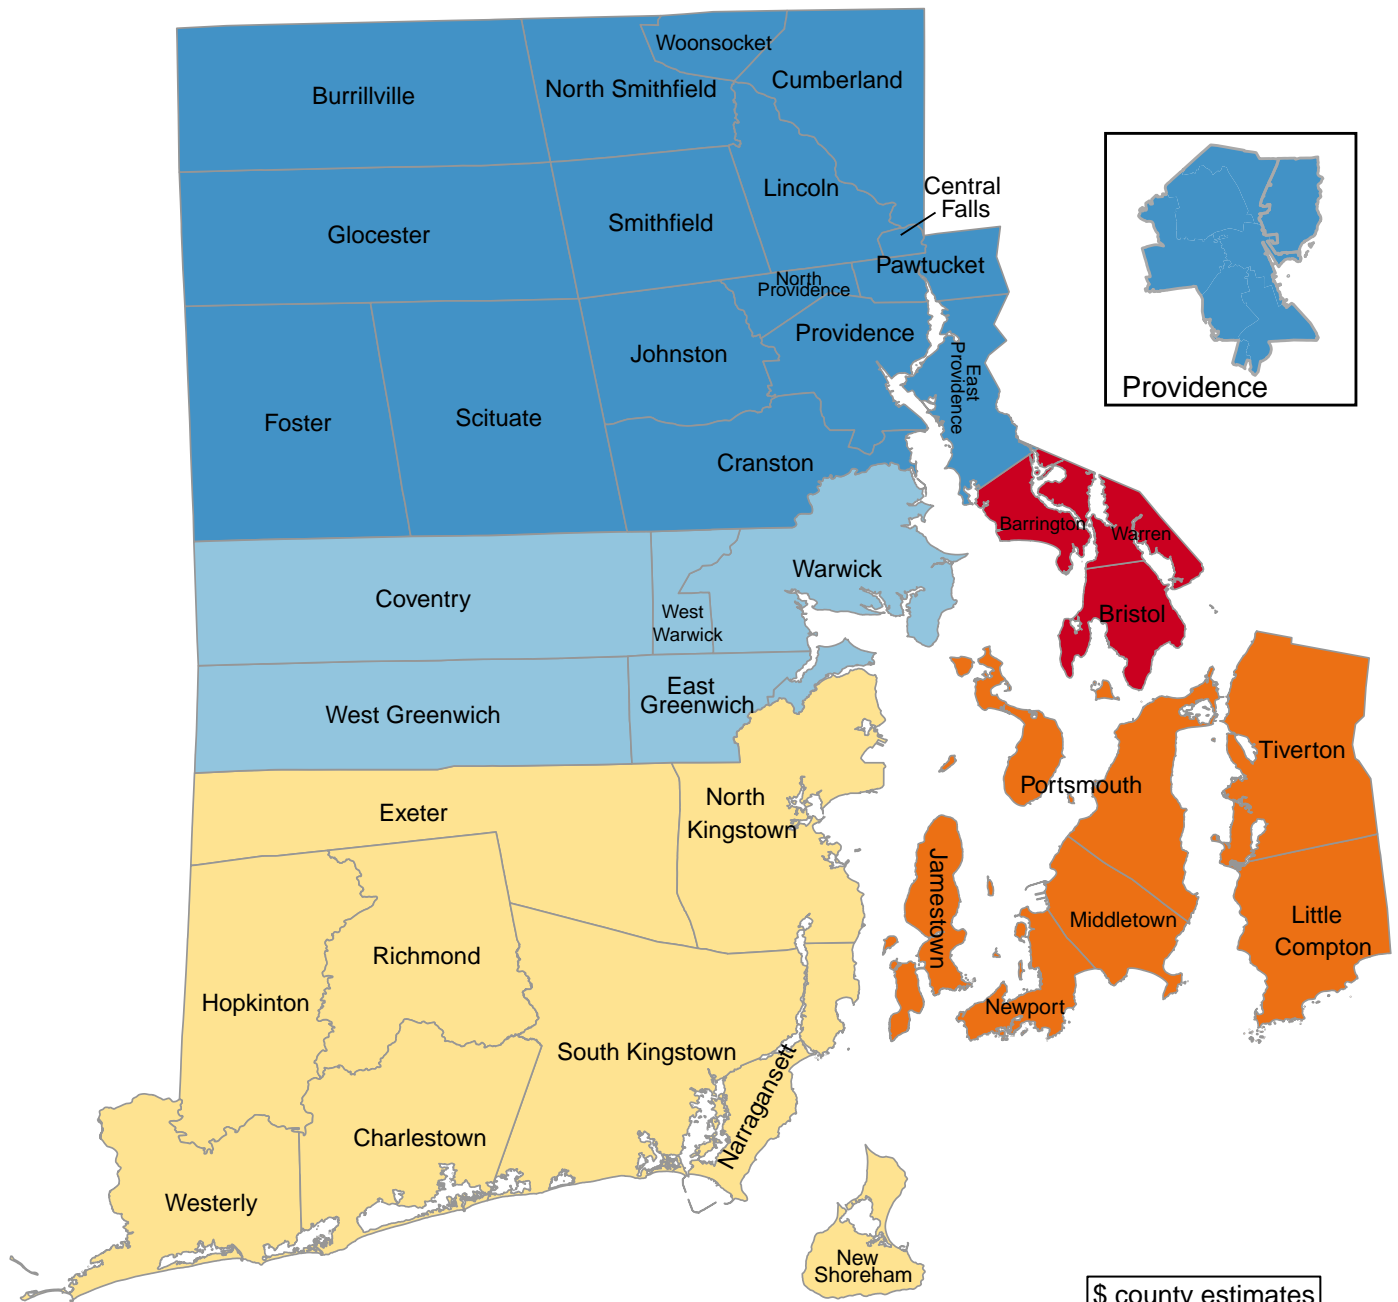 Woonsocket
Burrillville
North Smithfield
Cumberland
Lincoln
Central
Falls
Glocester
Smithfield
Pawtucket
North
Providence
Providence
Johnston
East
Providence
Foster
Scituate
Cranston
Providence
Barrington
Warren
Warwick
Coventry
West
Warwick
Bristol
West Greenwich
East
Greenwich
Tiverton
Portsmouth
Exeter
North
Kingstown
Jamestown
Middletown
Little
Compton
Richmond
Hopkinton
Newport
South Kingstown
Narragansett
Charlestown
Westerly
New
Shoreham
$ county estimates